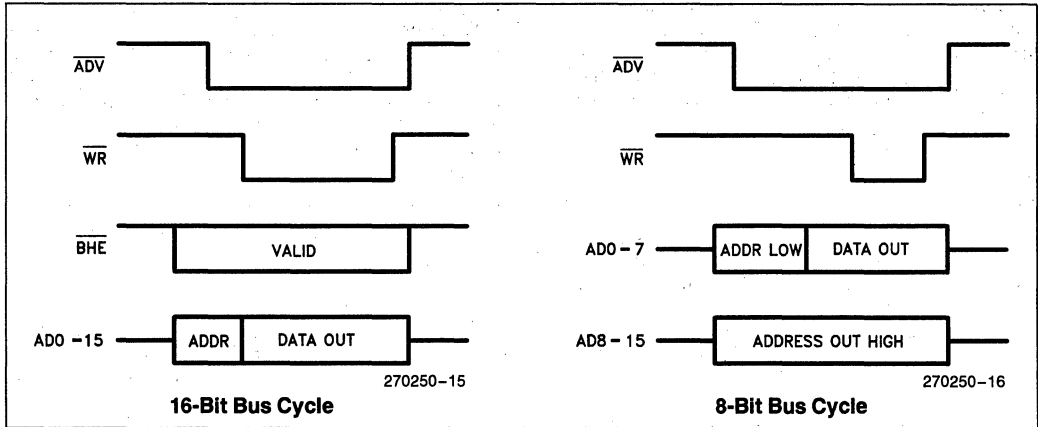 ADV
WR
BHE
VALID
AD0-15
ADDR
DATA OUT
270250-15
16-Bit Bus Cycle
ADV
WR
AD0-7
ADDR LOW
DATA OUT
AD8-15
ADDRESS OUT HIGH
270250-16
8-Bit Bus Cycle